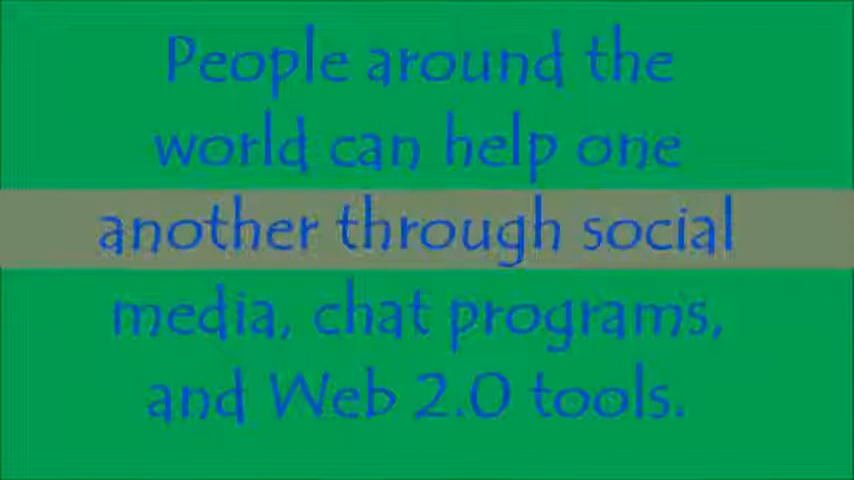 People around the
world can help one
another through social
media, chat programs,
and Web 2.0 tools.